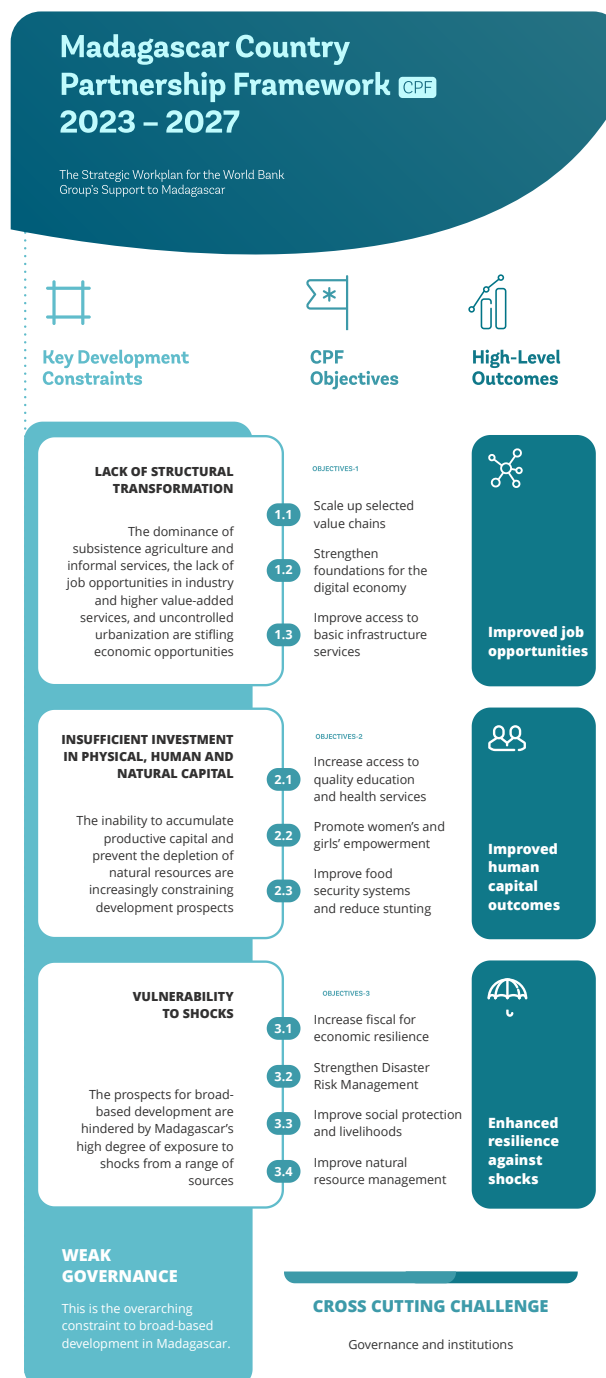 Madagascar Country
Partnership Framework CPF
2023 – 2027
The Strategic Workplan for the World Bank
Group's Support to Madagascar
Key Development
Constraints
CPF
Objectives
High-Level
Outcomes
LACK OF STRUCTURAL
TRANSFORMATION
The dominance of
subsistence agriculture and
informal services, the lack of
job opportunities in industry
and higher value-added
services, and uncontrolled
urbanization are stifling
economic opportunities
OBJECTIVES-1
1.1
Scale up selected
value chains
1.2
Strengthen
foundations for the
digital economy
1.3
Improve access to
basic infrastructure
services
Improved job
opportunities
INSUFFICIENT INVESTMENT
IN PHYSICAL, HUMAN AND
NATURAL CAPITAL
The inability to accumulate
productive capital and
prevent the depletion of
natural resources are
increasingly constraining
development prospects
OBJECTIVES-2
2.1
Increase access to
quality education
and health services
2.2
Promote women's and
girls' empowerment
2.3
Improve food
security systems
and reduce stunting
Improved
human
capital
outcomes
VULNERABILITY
TO SHOCKS
The prospects for broad-
based development are
hindered by Madagascar's
high degree of exposure to
shocks from a range of
sources
OBJECTIVES-3
3.1
Increase fiscal for
economic resilience
3.2
Strengthen Disaster
Risk Management
3.3
Improve social protection
and livelihoods
3.4
Improve natural
resource management
Enhanced
resilience
against
shocks
WEAK
GOVERNANCE
This is the overarching
constraint to broad-based
development in Madagascar.
CROSS CUTTING CHALLENGE
Governance and institutions